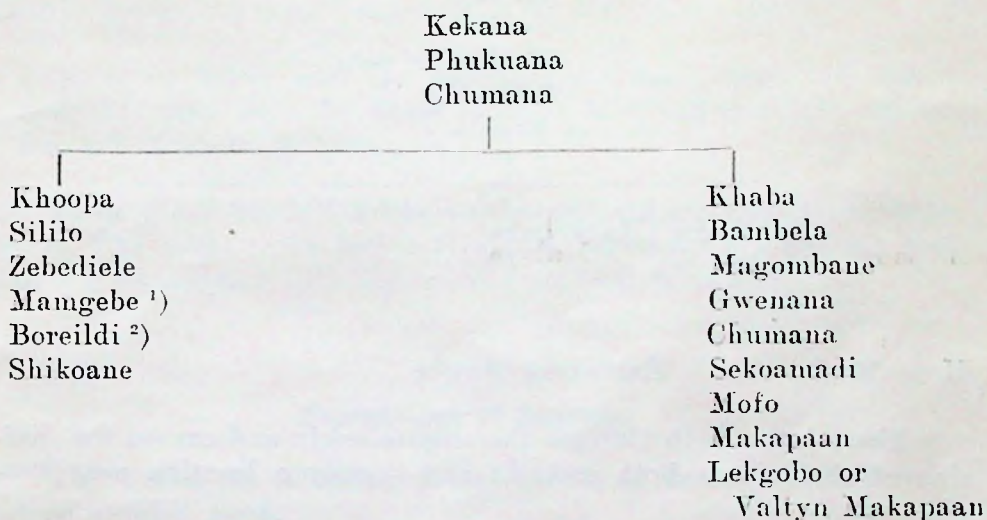 Kekana
Phukuana
Chumana
Khoopa
Sililo
Zebediele
Mamgebe ¹)
Boreildi ²)
Shikoane
Khaba
Bambela
Magombane
Gwenana
Chumana
Sekoamadi
Mofo
Makapaan
Lekgobo or
Valtyn Makapaan